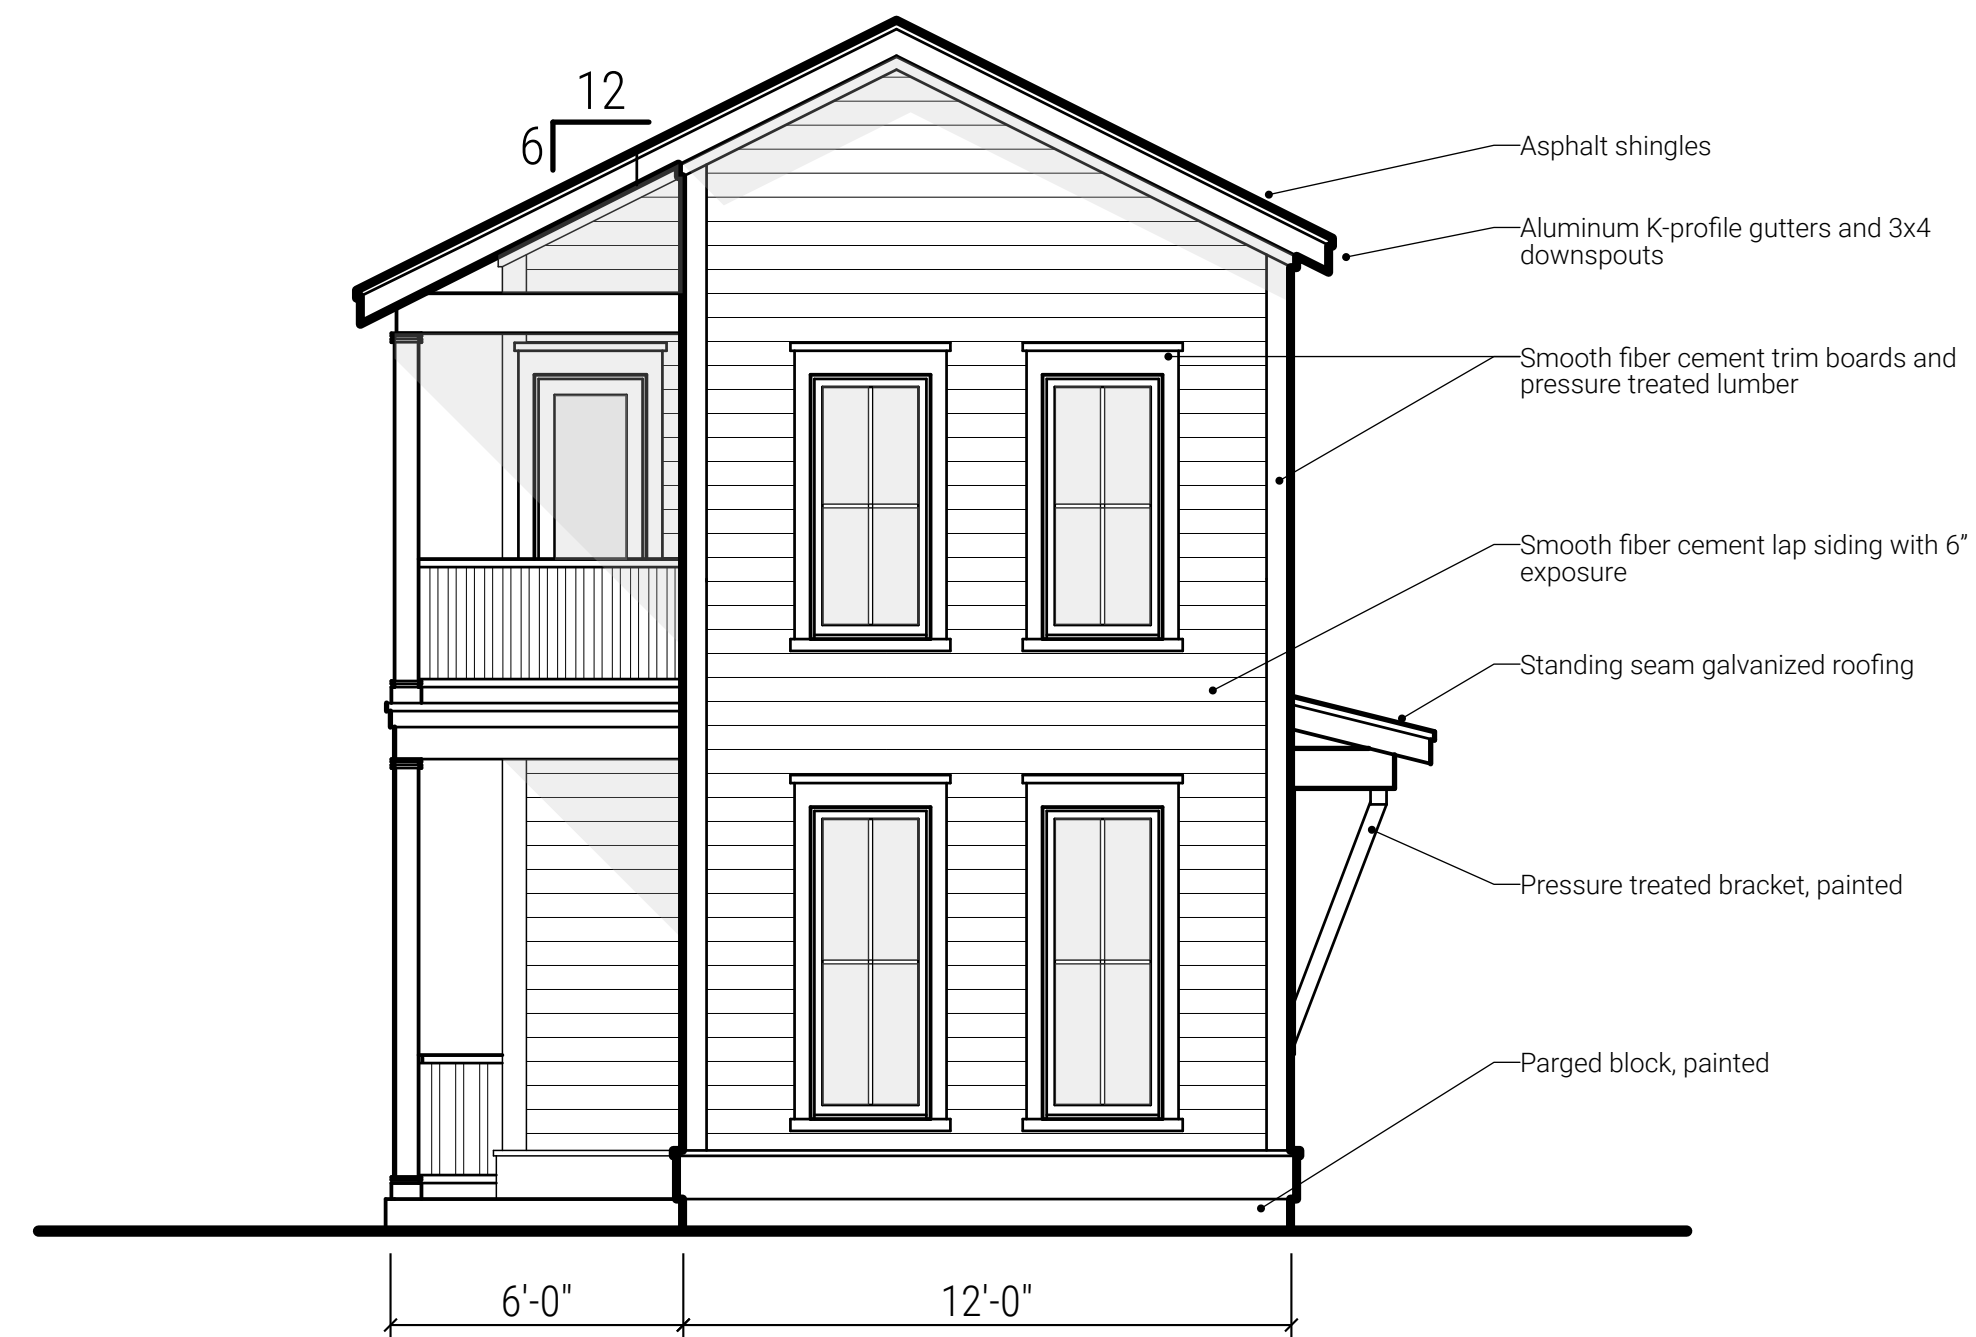 12
6
Asphalt shingles
Aluminum K-profile gutters and 3x4
downspouts
Smooth fiber cement trim boards and
pressure treated lumber
Smooth fiber cement lap siding with 6”
exposure
Standing seam galvanized roofing
Pressure treated bracket, painted
Parged block, painted
6'-0"
12'-0"